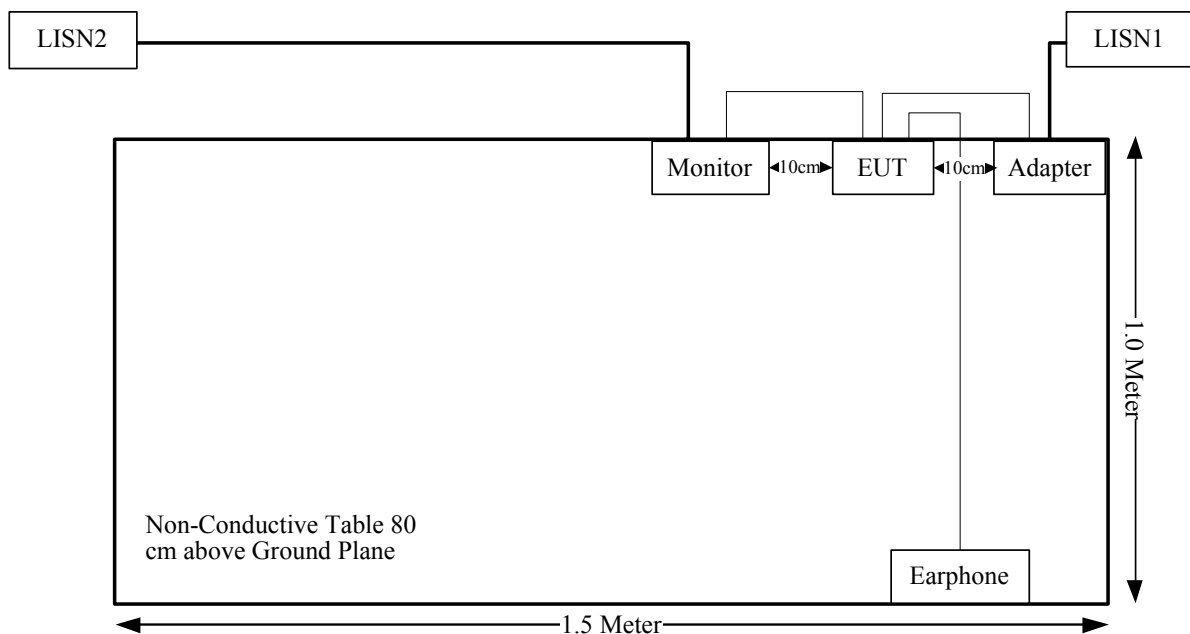 LISN2
LISN1
Monitor
10cm
EUT
10cm
Adapter
1.0 Meter
Non-Conductive Table 80
cm above Ground Plane
Earphone
1.5 Meter